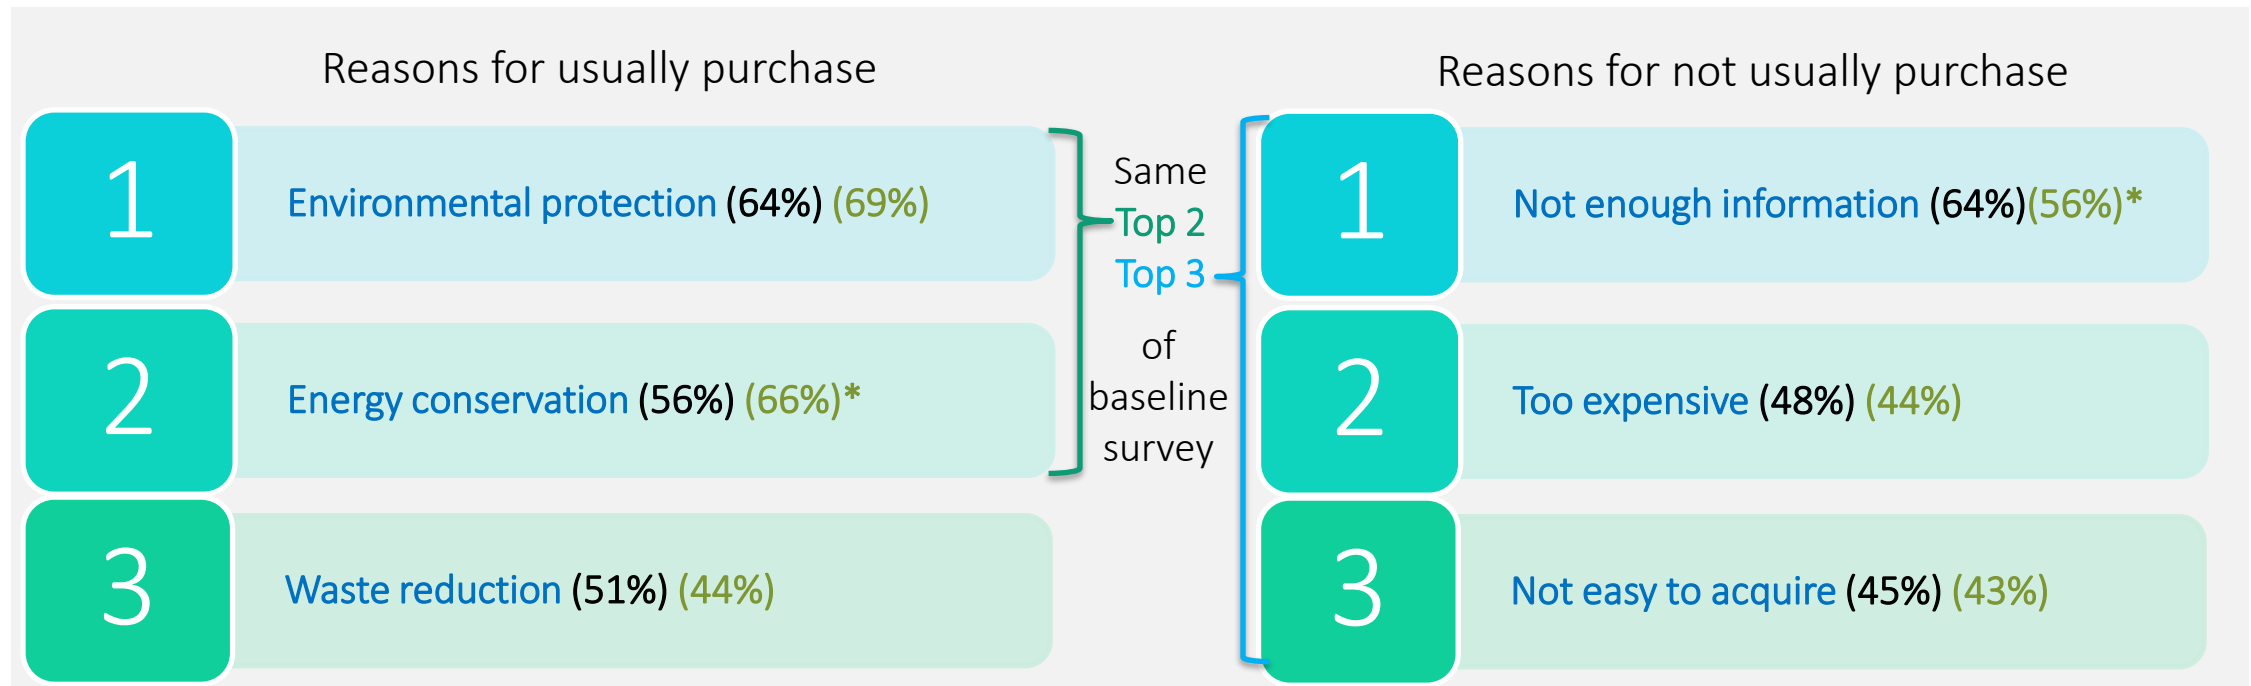 Reasons for usually purchase
1
Environmental protection (64%) (69%)
2
Energy conservation (56%) (66%)*
3
Waste reduction (51%) (44%)
Same
Top 2
Top 3
of
baseline
survey
Reasons for not usually purchase
1
Not enough information (64%)(56%)*
2
Too expensive (48%) (44%)
3
Not easy to acquire (45%) (43%)